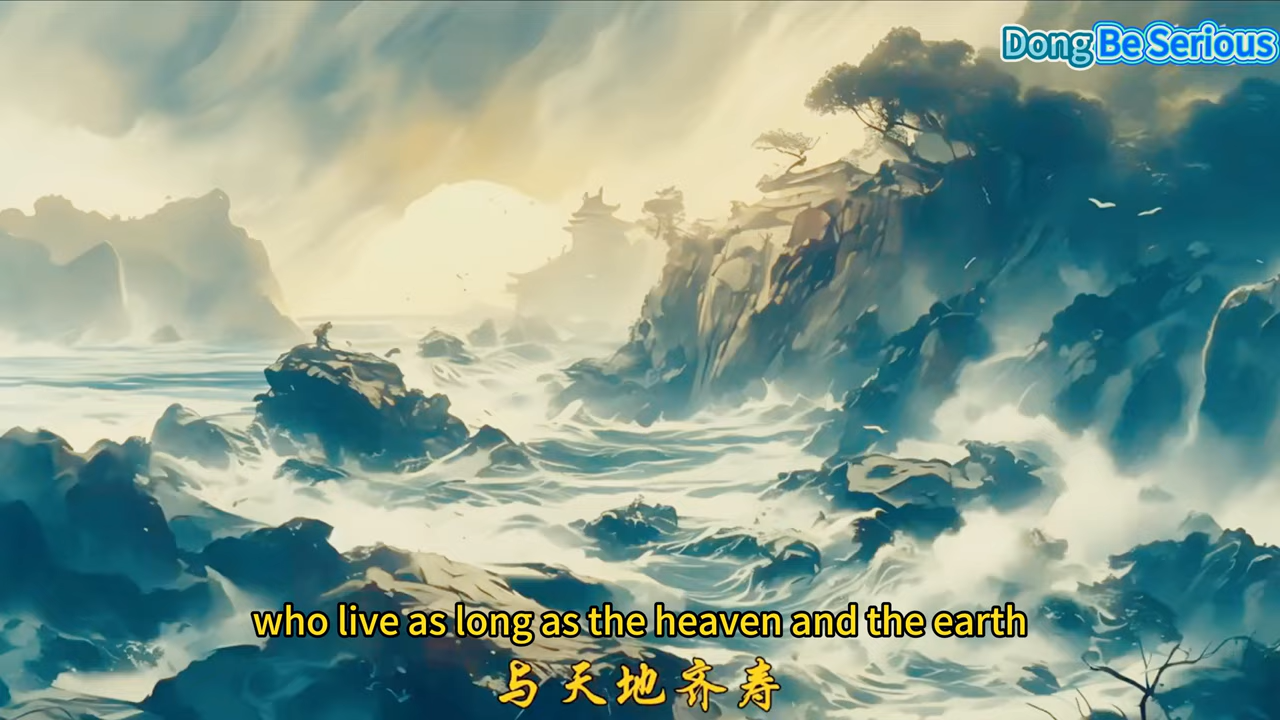 Dong Be Serious
who live as long as the heaven and the earth
与天地齐寿